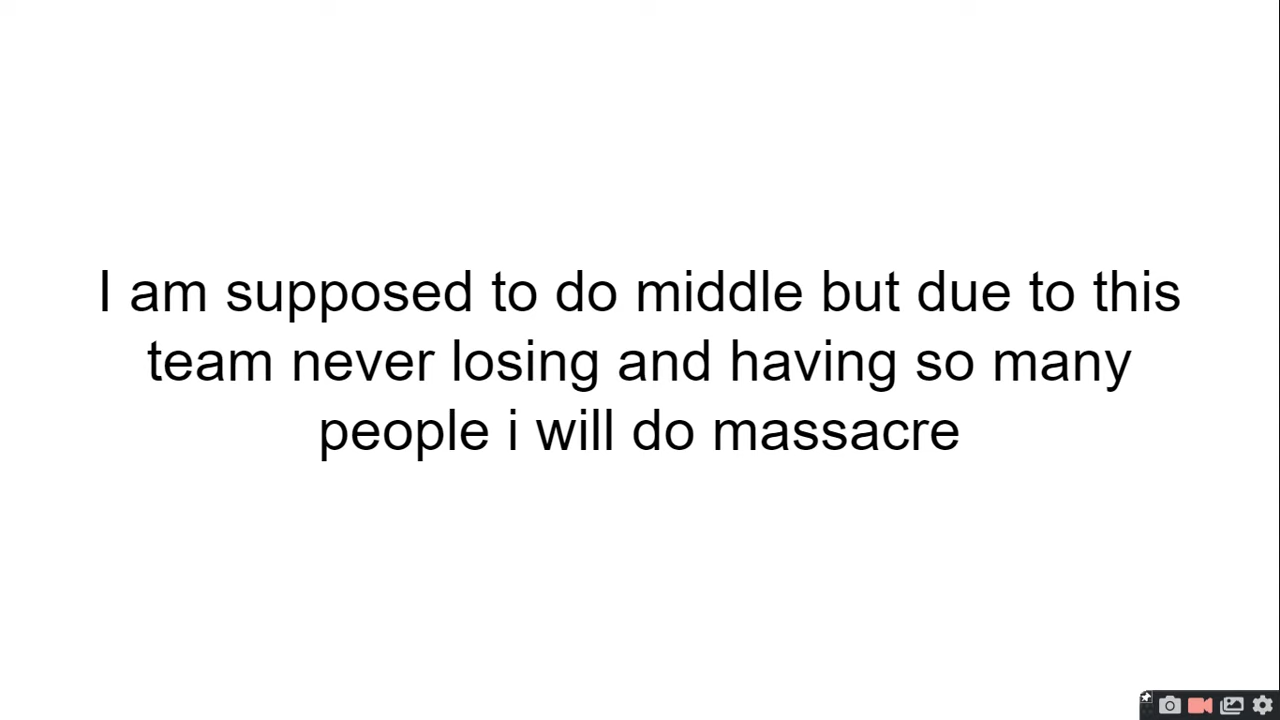 I am supposed to do middle but due to this
team never losing and having so many
people i will do massacre